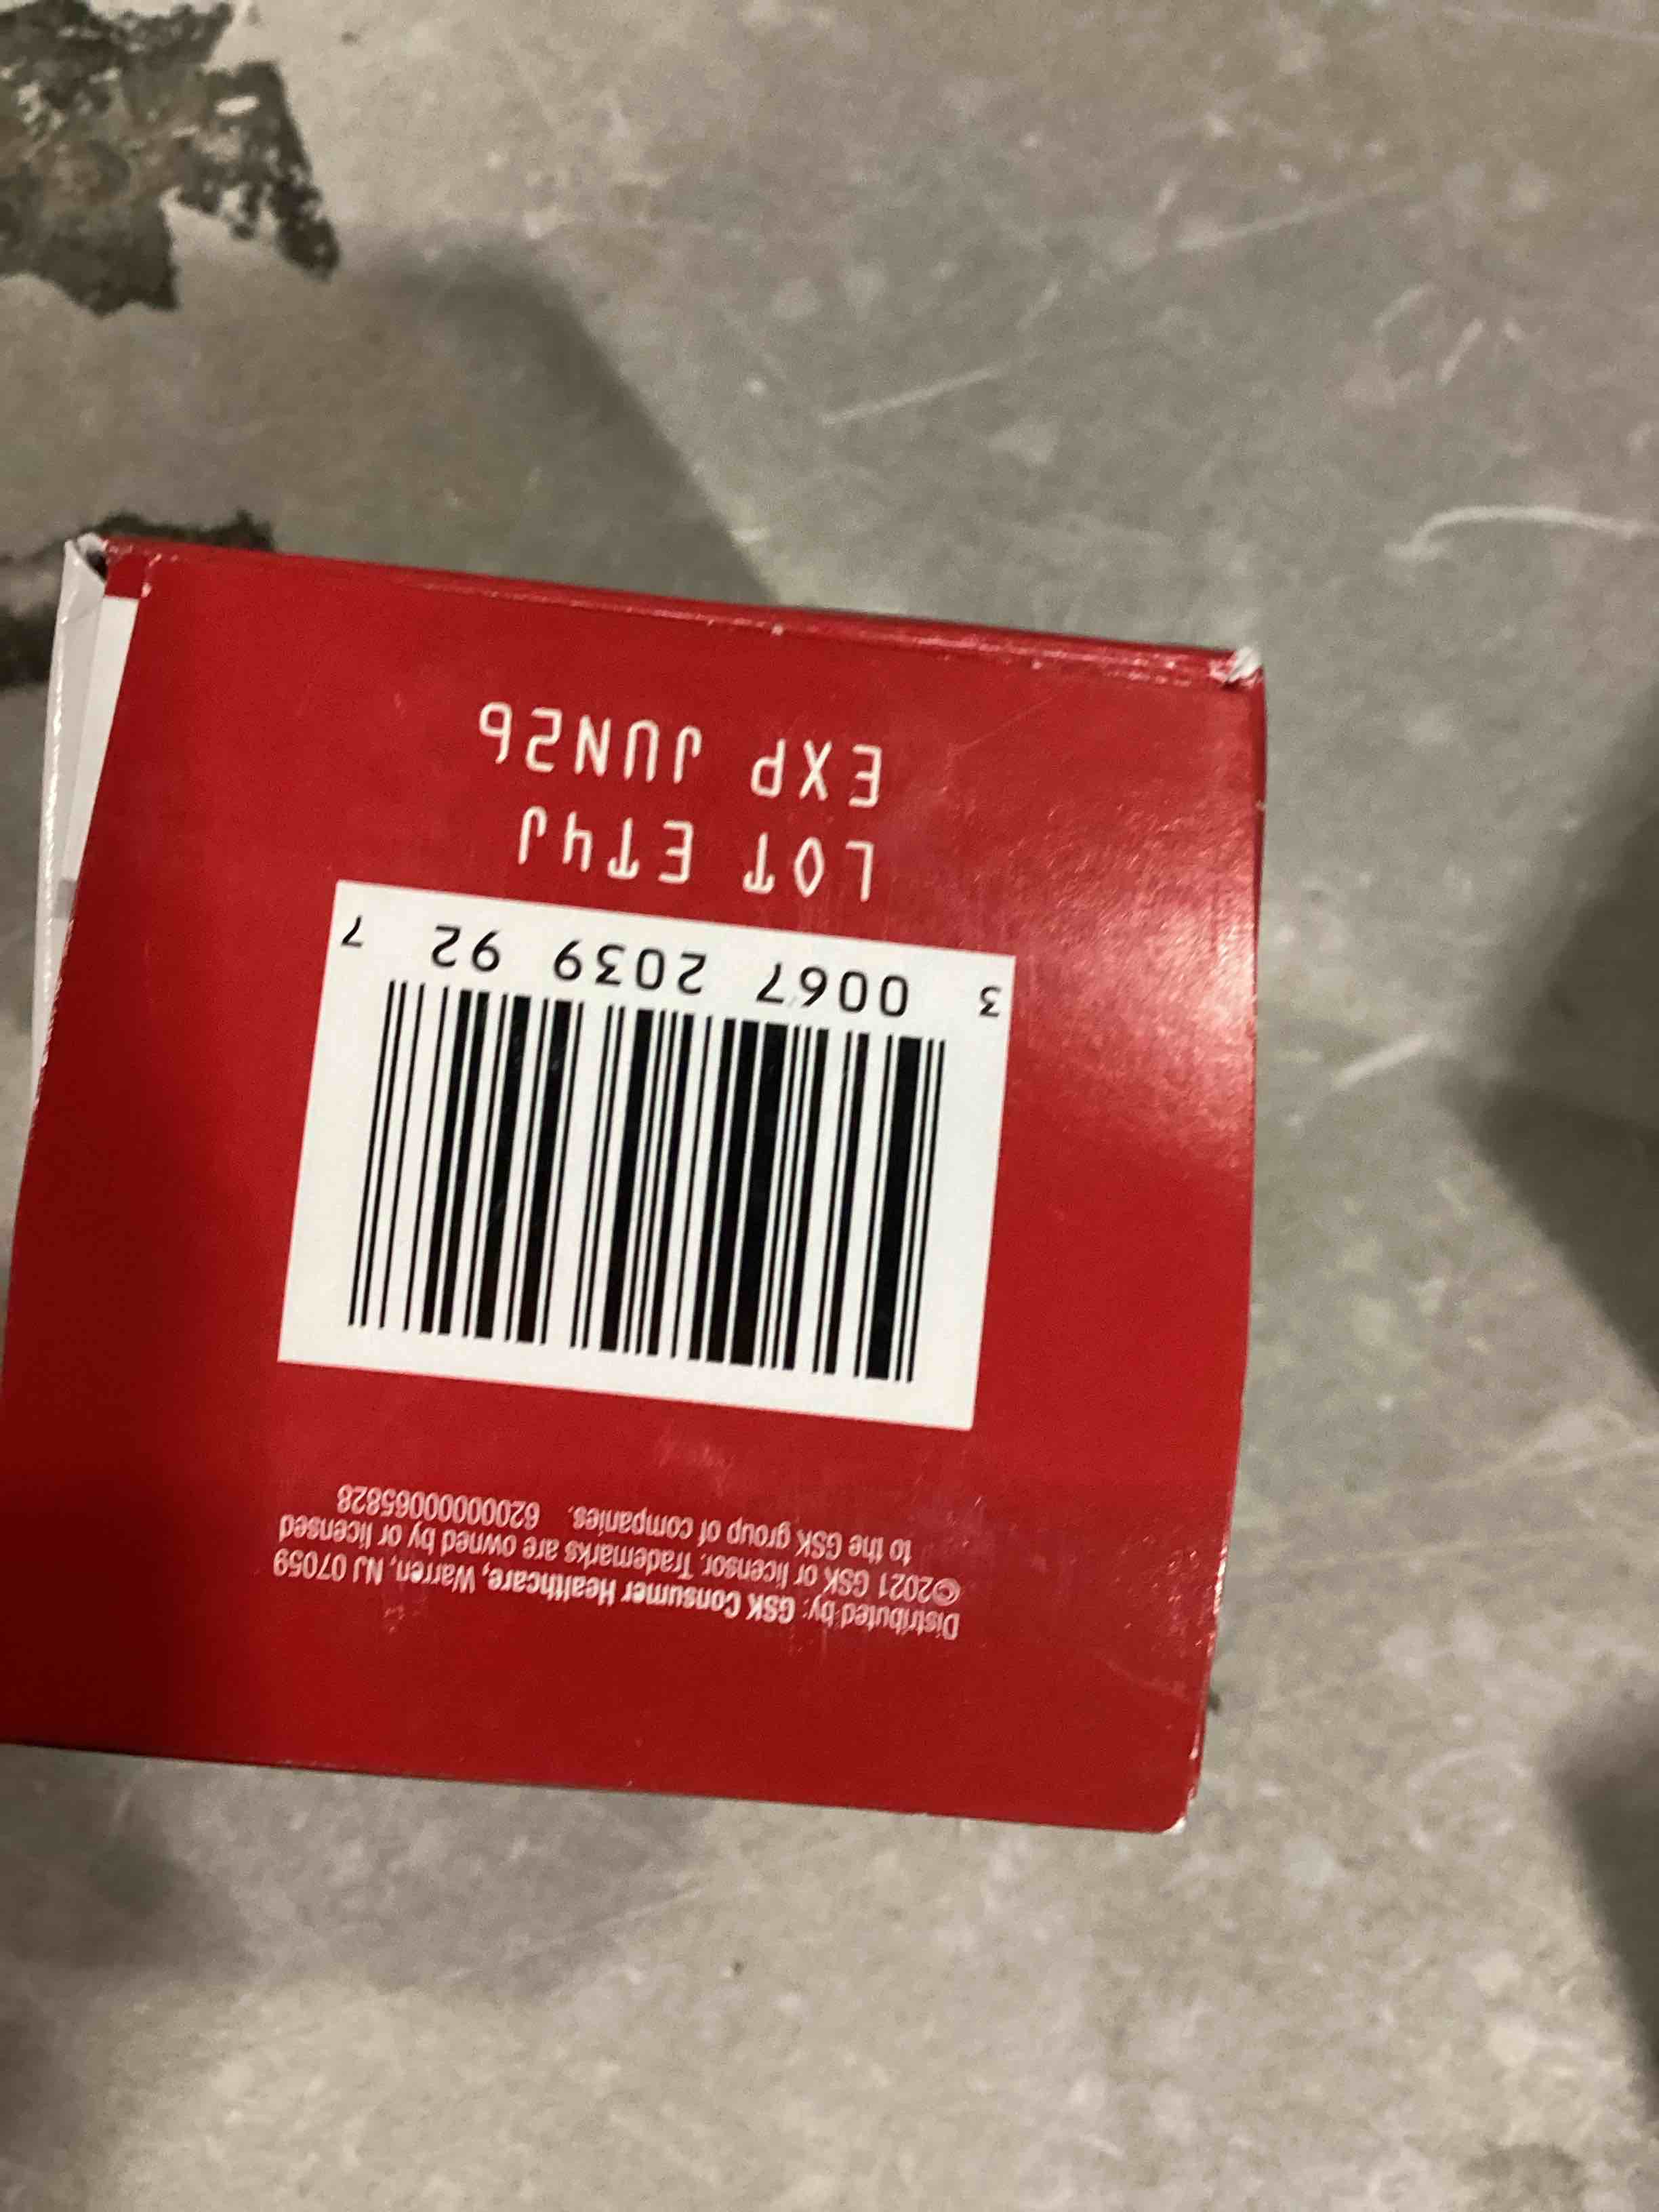 Distributed by: GSK Consumer Healthcare, Warren, NJ 07059
©2021 GSK or licensor. Trademarks are owned by or licensed
to the GSK group of companies. 62000000065828
3 0067 2039 92 7
LOT ET4J
EXP JUN26